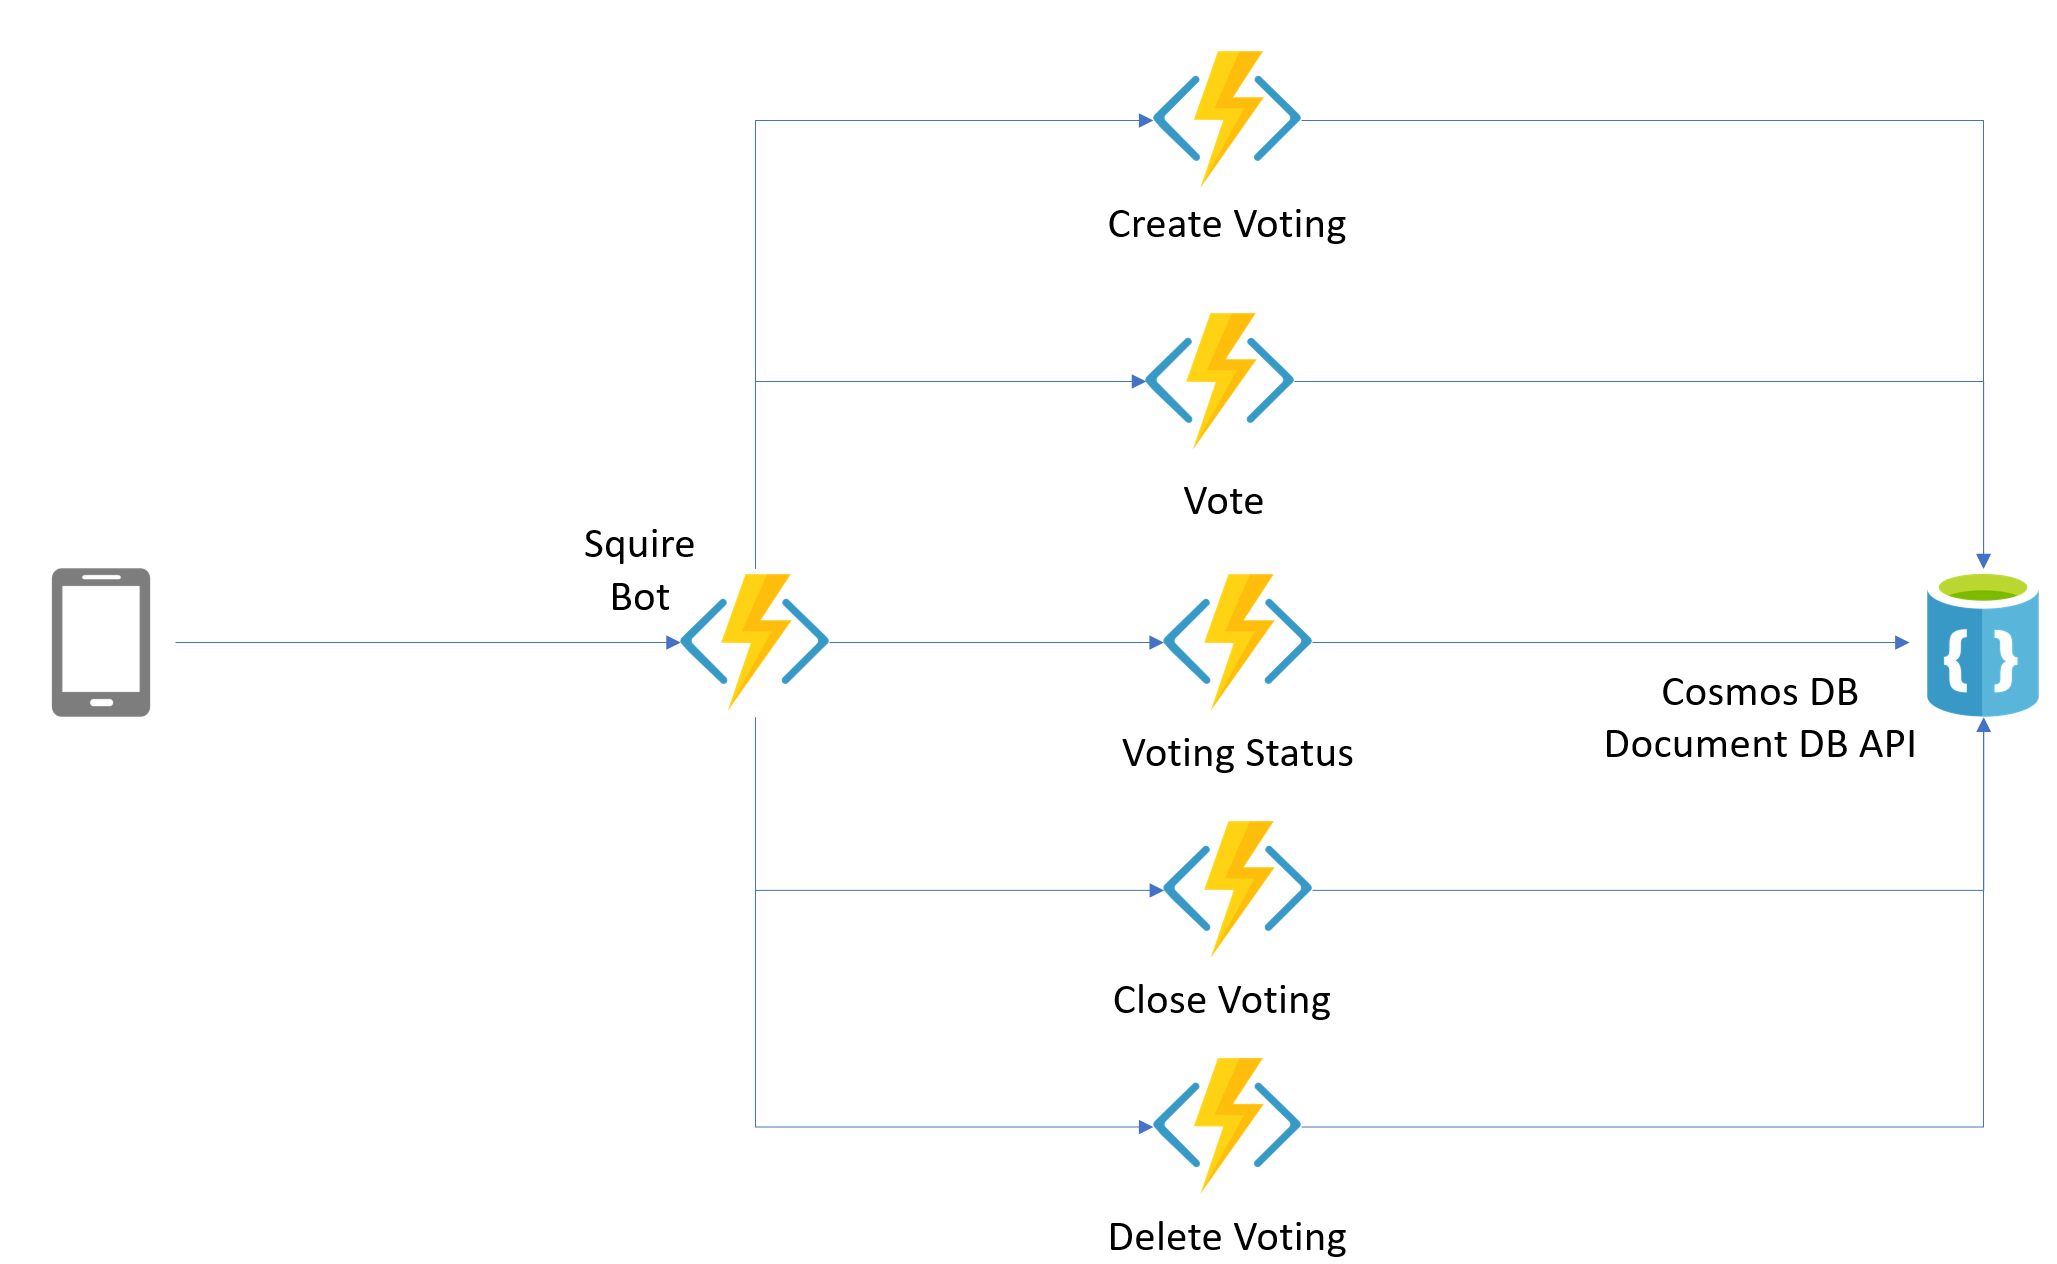 Create Voting
Vote
Squire
Bot
Voting Status
Cosmos DB
Document DB API
Close Voting
Delete Voting